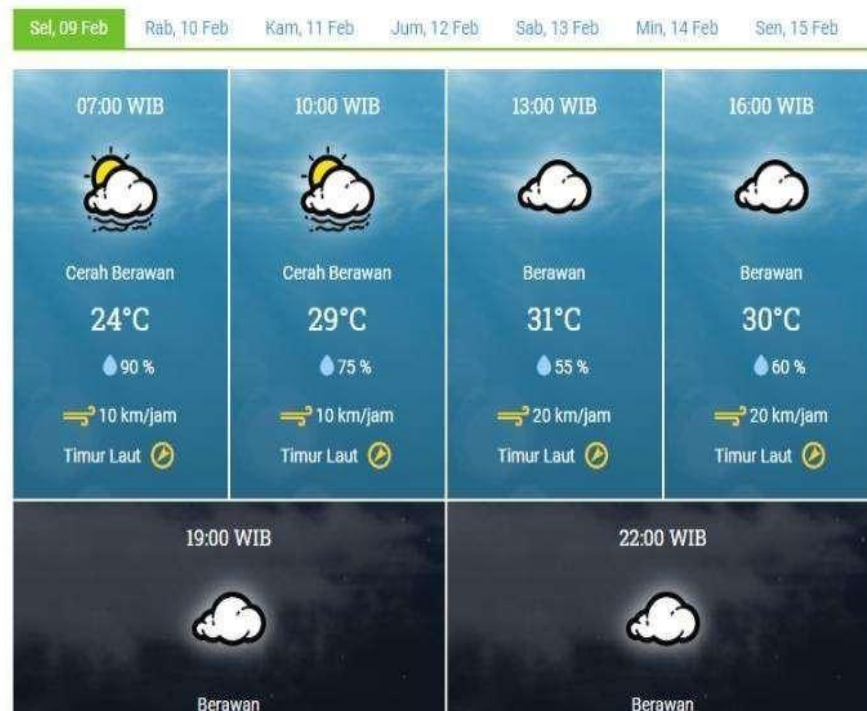 Sel, 09 Feb Rab, 10 Feb Kam, 11 Feb Jum, 12 Feb Sab, 13 Feb Min, 14 Feb Sen, 15 Feb
07:00 WIB
Cerah Berawan
24°C
90 %
10 km/jam
Timur Laut
10:00 WIB
Cerah Berawan
29°C
75 %
10 km/jam
Timur Laut
13:00 WIB
Berawan
31°C
55 %
20 km/jam
Timur Laut
16:00 WIB
Berawan
30°C
60 %
20 km/jam
Timur Laut
19:00 WIB
Berawan
22:00 WIB
Berawan